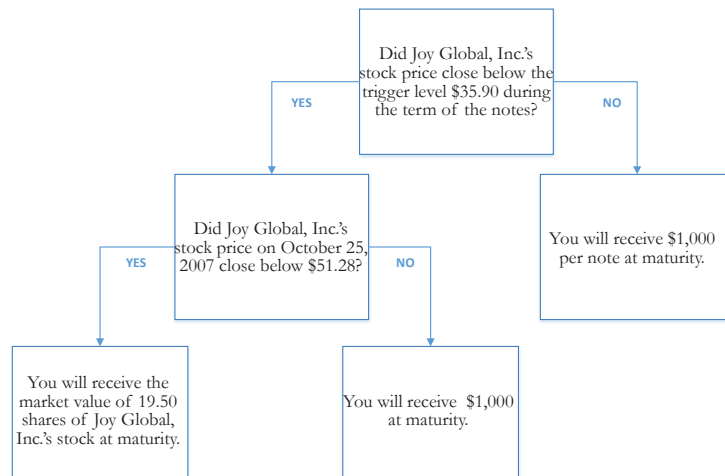 Did Joy Global, Inc.'s
stock price close below the
trigger level $35.90 during
the term of the notes?
YES
NO
Did Joy Global, Inc.'s
stock price on October 25,
2007 close below $51.28?
You will receive $1,000
per note at maturity.
YES
NO
You will receive the
market value of 19.50
shares of Joy Global,
Inc.'s stock at maturity.
You will receive $1,000
at maturity.